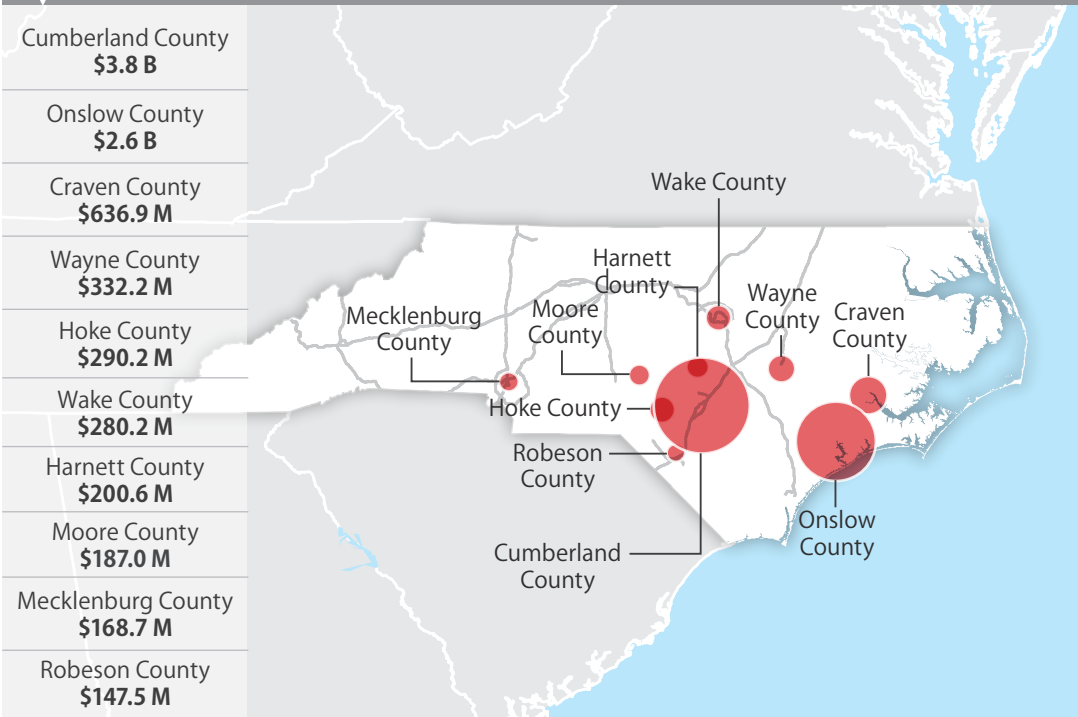 Cumberland County
$3.8 B
Onslow County
$2.6 B
Craven County
$636.9 M
Wayne County
$332.2 M
Hoke County
$290.2 M
Wake County
$280.2 M
Harnett County
$200.6 M
Moore County
$187.0 M
Mecklenburg County
$168.7 M
Robeson County
$147.5 M
Wake County
Harnett
County
Wayne
County
Craven
County
Moore
County
Mecklenburg
County
Hoke County
Robeson
County
Onslow
County
Cumberland
County